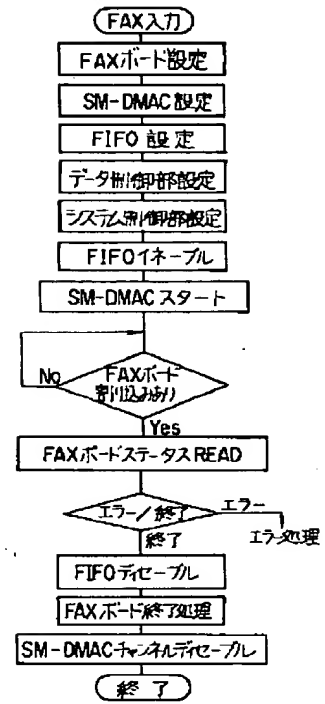 FAX入力
FAXボード設定
SM-DMAC設定
FIFO設定
データ制御部設定
システム制御部設定
FIFOイネーブル
SM-DMACスタート
No
FAXボード
割り込みあり
Yes
FAXボードステータスREAD
エラー/終了
エラー
エラー処理
終了
FIFOディセーブル
FAXボード終了処理
SM-DMACチャンネルディセーブル
終了